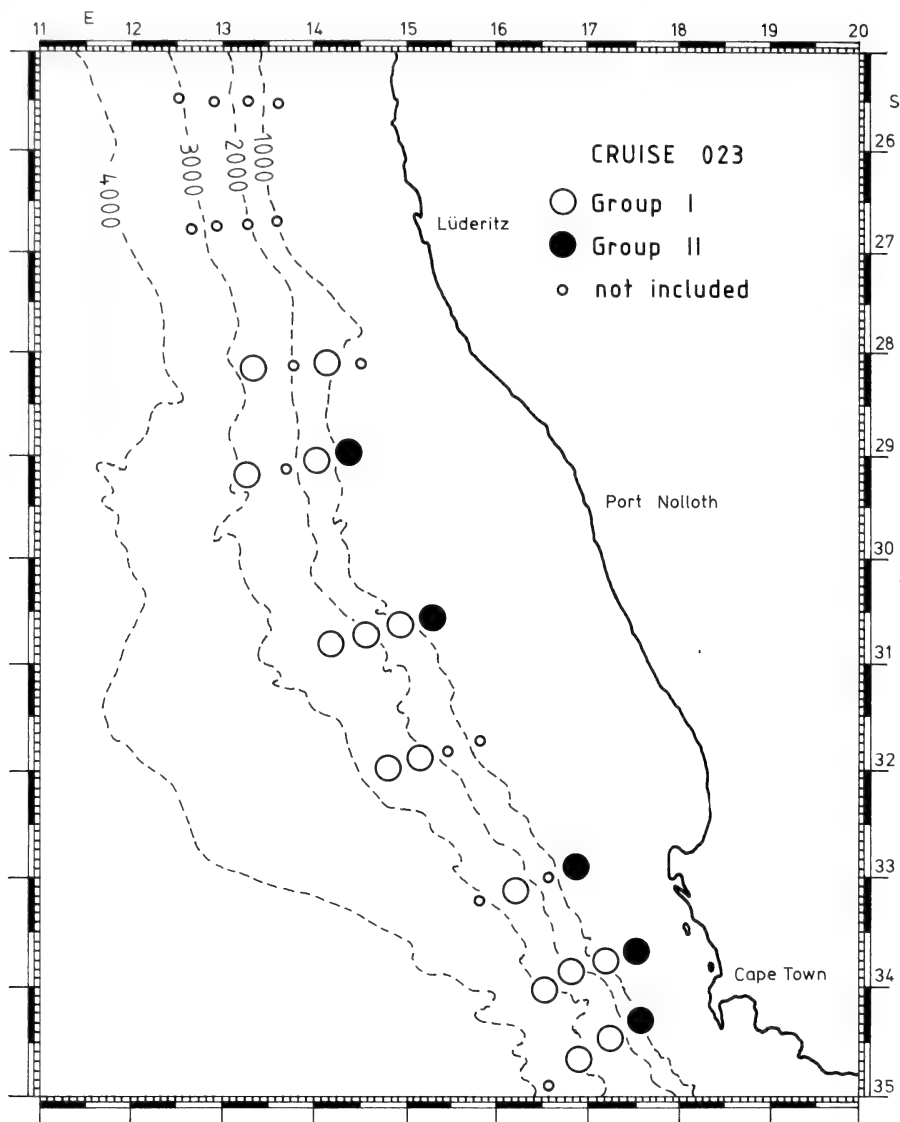 E
11 12 13 14 15 16 17 18 19 20
S
26
27
28
29
30
31
32
33
34
35
4000
3000
2000
1000
CRUISE 023
Group I
Group II
not included
Lüderitz
Port Nolloth
Cape Town